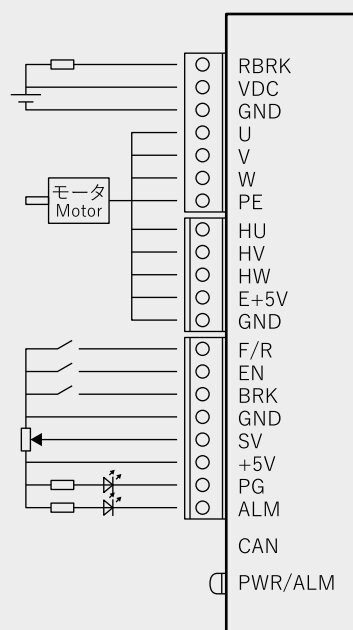 RBRK
VDC
GND
U
V
W
PE
モータ
Motor
HU
HV
HW
E+5V
GND
F/R
EN
BRK
GND
SV
+5V
PG
ALM
CAN
PWR/ALM